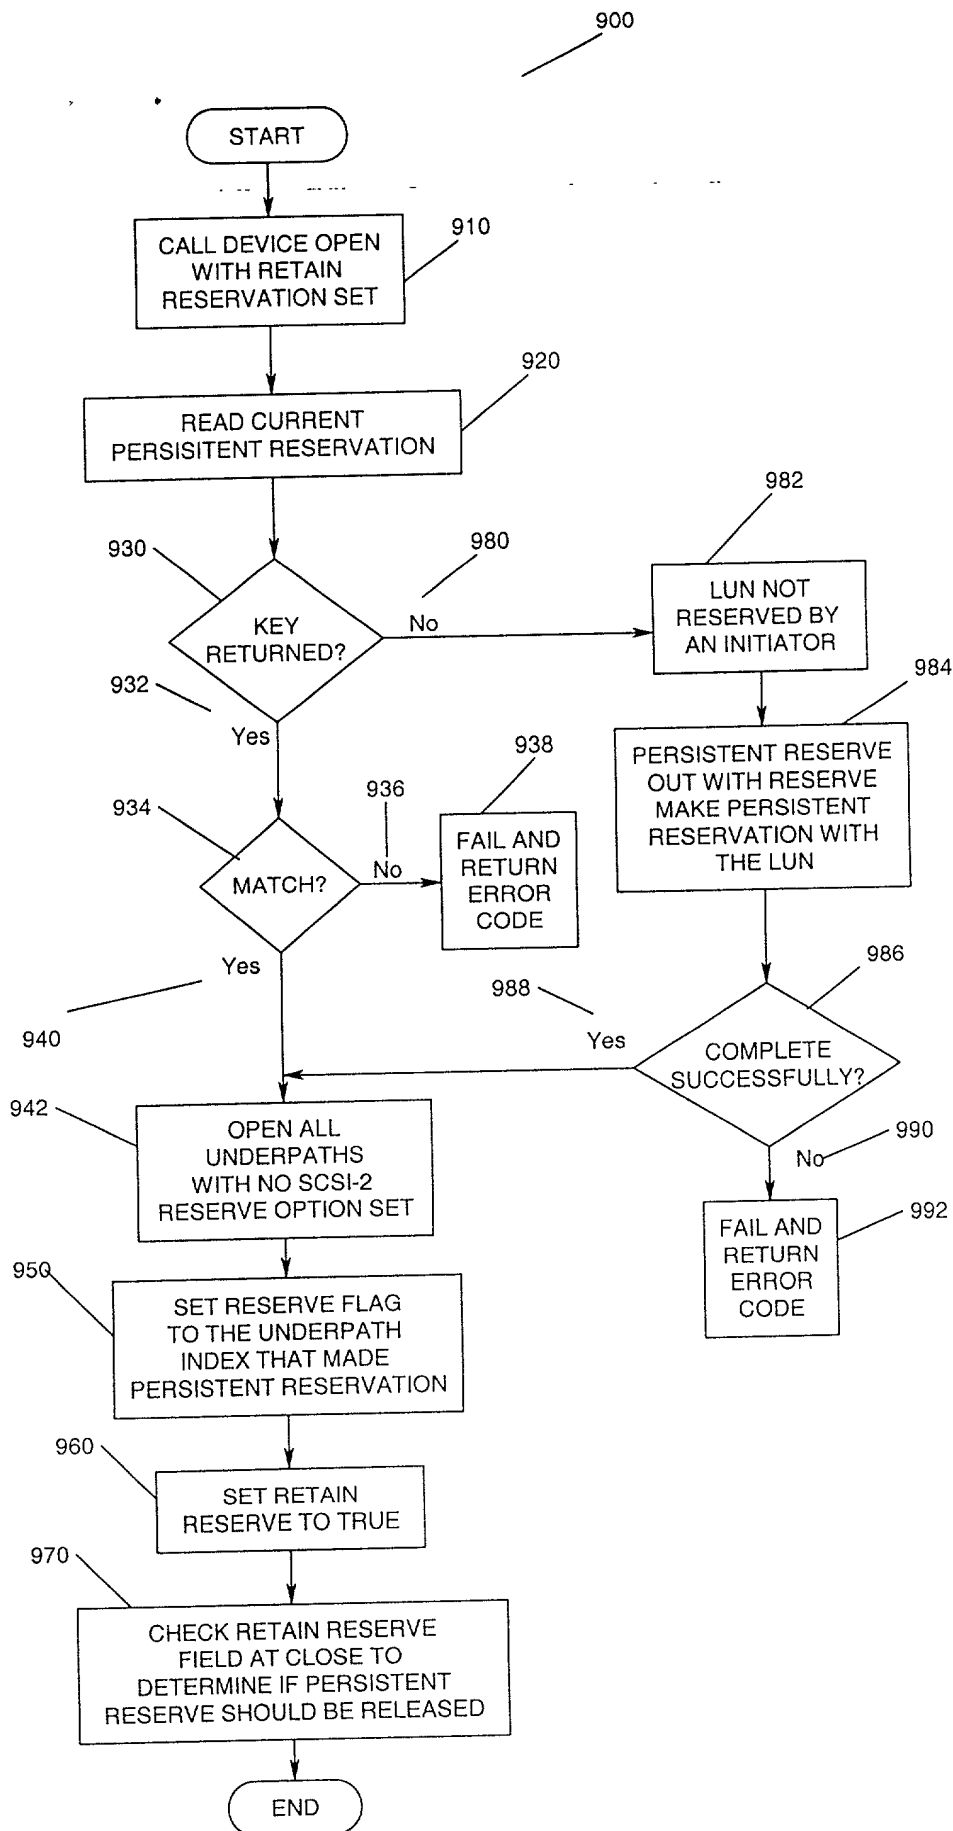 900
START
CALL DEVICE OPEN
WITH RETAIN
RESERVATION SET
910
READ CURRENT
PERSISITENT RESERVATION
920
KEY
RETURNED?
930
No
980
LUN NOT
RESERVED BY
AN INITIATOR
982
932
Yes
PERSISTENT RESERVE
OUT WITH RESERVE
MAKE PERSISTENT
RESERVATION WITH
THE LUN
984
934
MATCH?
936
No
FAIL AND
RETURN
ERROR
CODE
938
Yes
940
988
Yes
COMPLETE
SUCCESSFULLY?
986
No
990
942
OPEN ALL
UNDERPATHS
WITH NO SCSI-2
RESERVE OPTION SET
FAIL AND
RETURN
ERROR
CODE
992
950
SET RESERVE FLAG
TO THE UNDERPATH
INDEX THAT MADE
PERSISTENT RESERVATION
960
SET RETAIN
RESERVE TO TRUE
970
CHECK RETAIN RESERVE
FIELD AT CLOSE TO
DETERMINE IF PERSISTENT
RESERVE SHOULD BE RELEASED
END